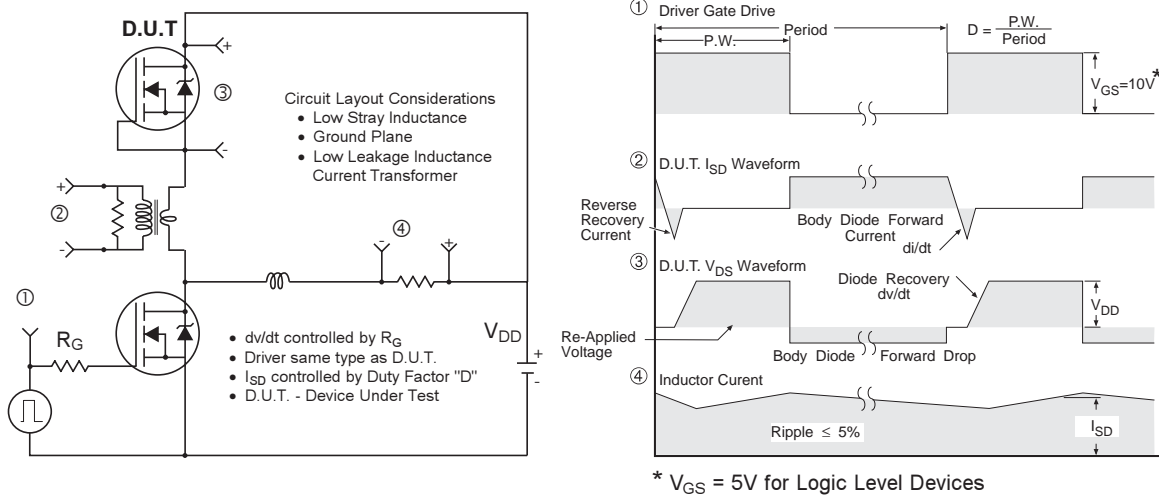 D.U.T
+
③
-
Circuit Layout Considerations
• Low Stray Inductance
• Ground Plane
• Low Leakage Inductance
Current Transformer
+
②
-
④
-
+
①
R_G
• dv/dt controlled by R_G
• Driver same type as D.U.T.
• I_SD controlled by Duty Factor "D"
• D.U.T. - Device Under Test
V_DD
+
-
① Driver Gate Drive
P.W.
Period
D = P.W. / Period
V_GS=10V*
② D.U.T. I_SD Waveform
Reverse
Recovery
Current
Body Diode Forward
Current
di/dt
③ D.U.T. V_DS Waveform
Diode Recovery
dv/dt
V_DD
Re-Applied
Voltage
Body Diode Forward Drop
④ Inductor Curent
Ripple ≤ 5%
I_SD
* V_GS = 5V for Logic Level Devices